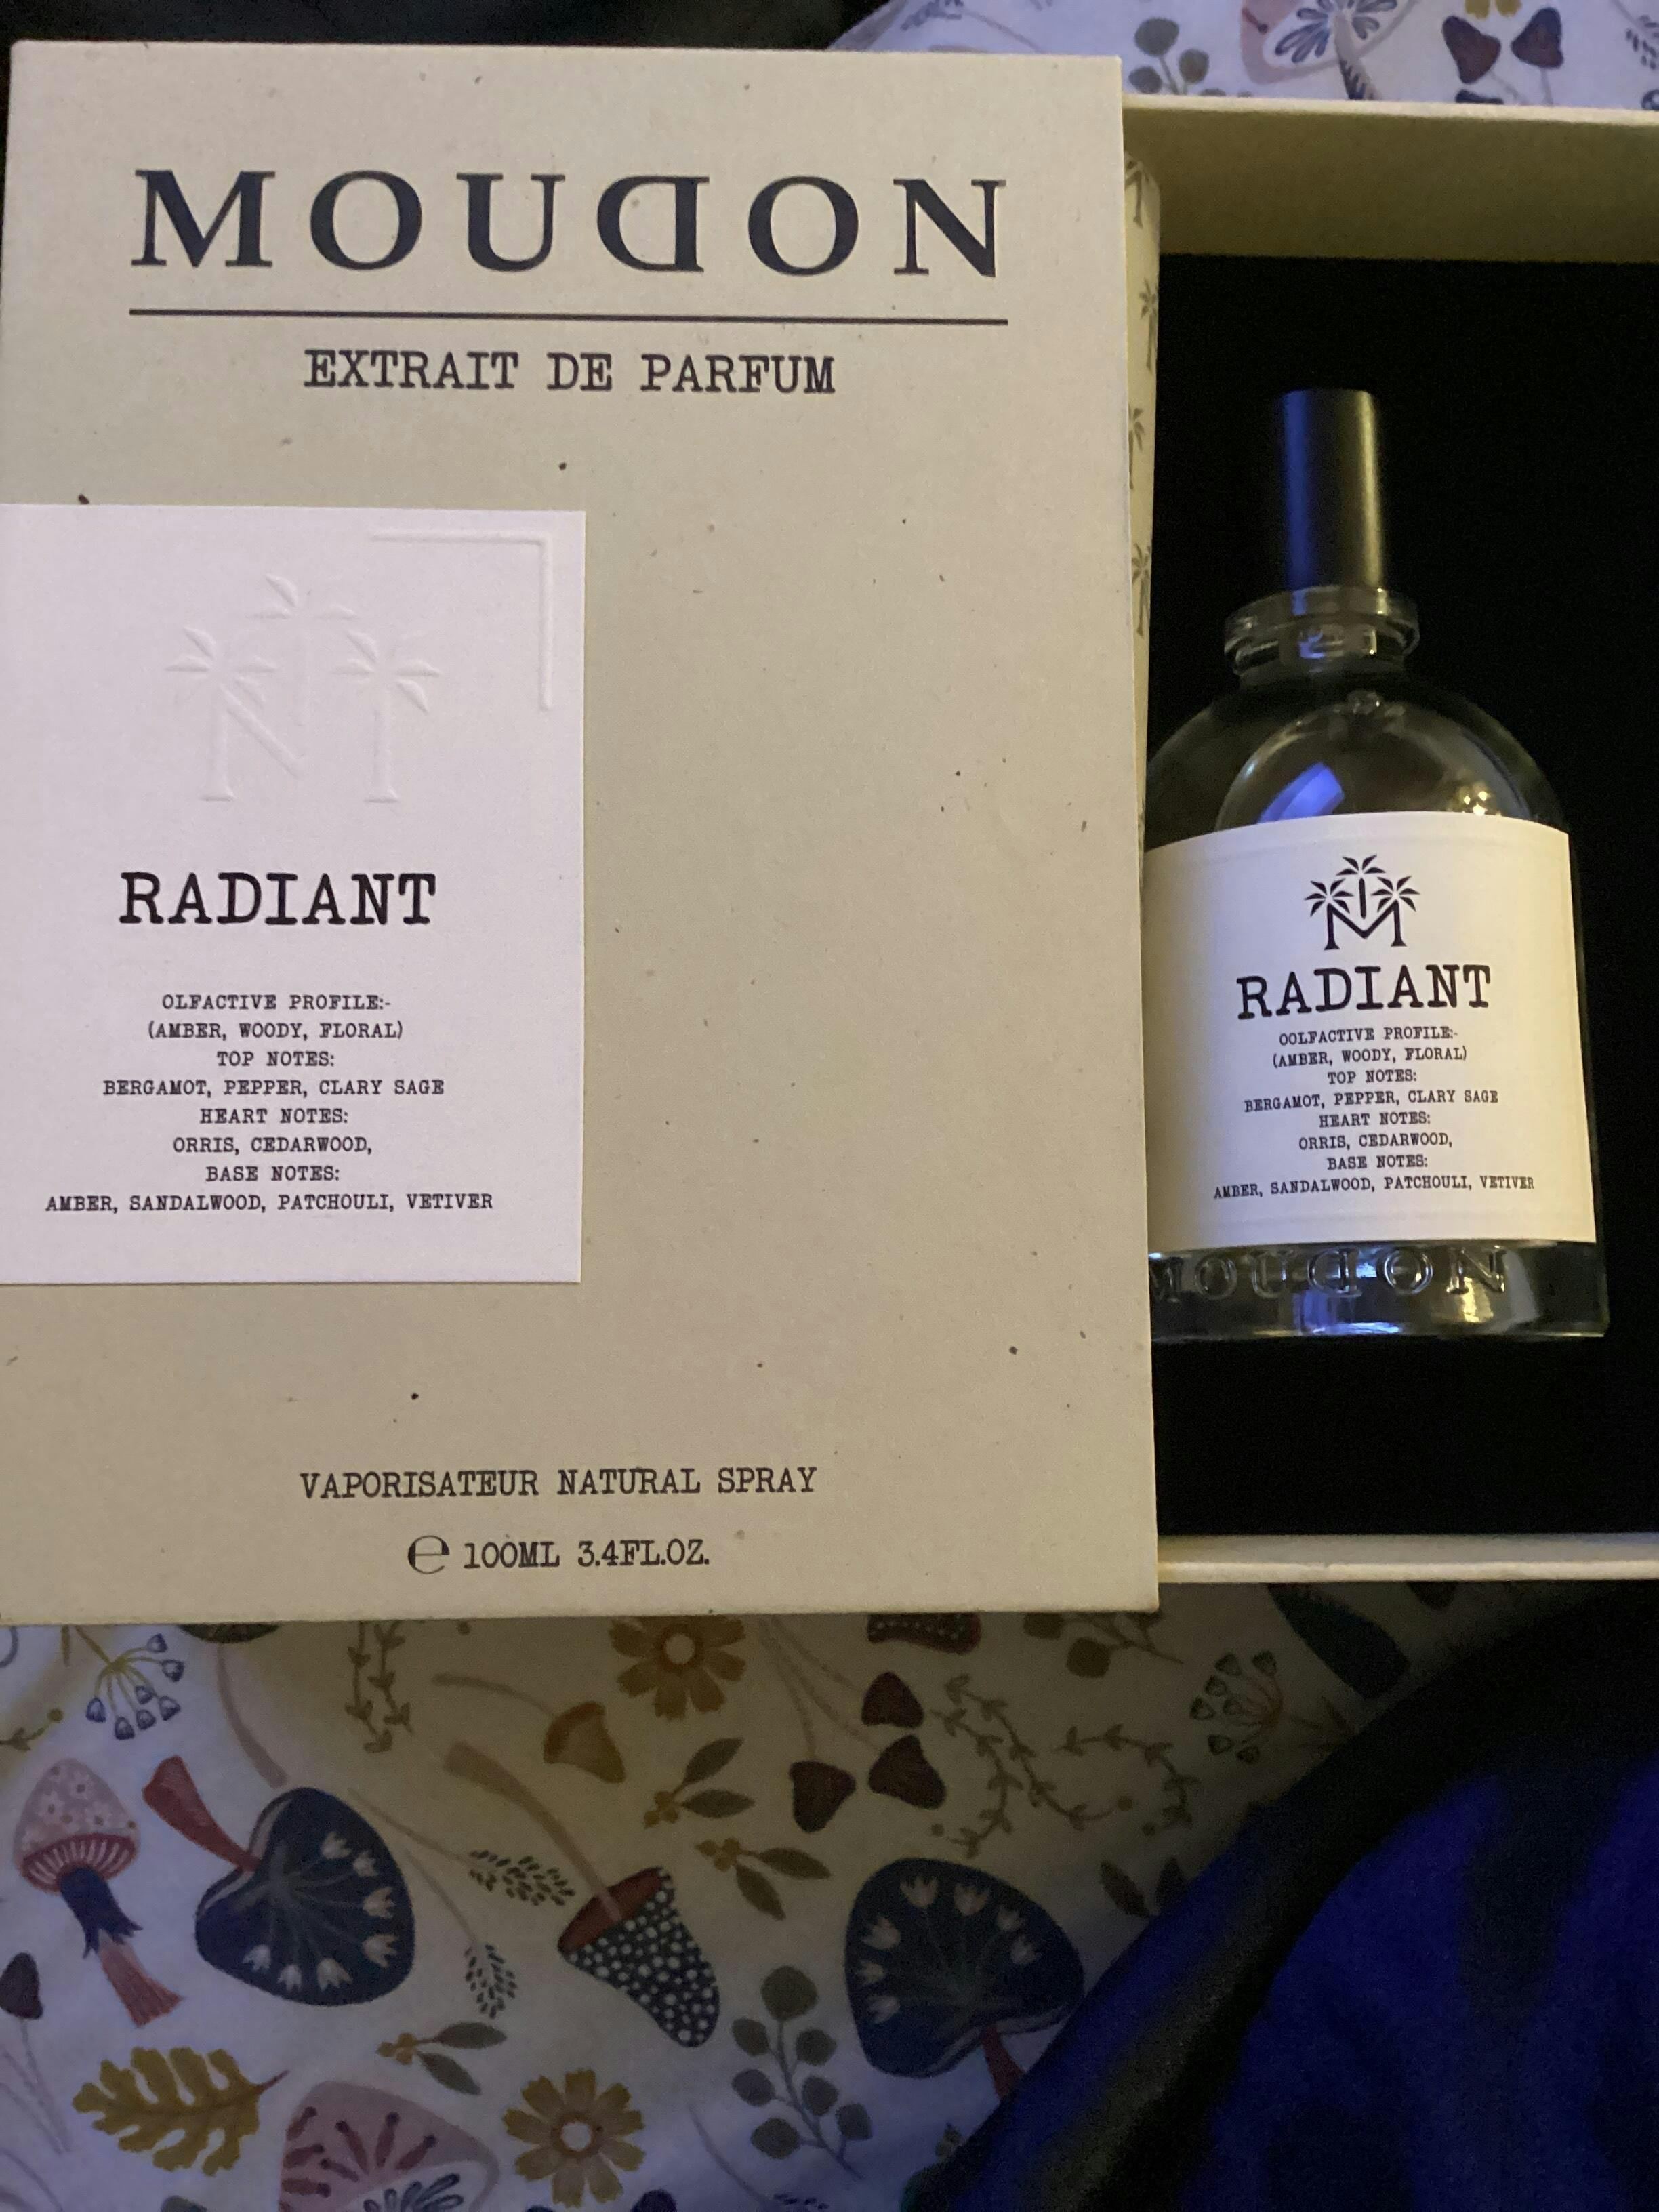 MOUDON
EXTRAIT DE PARFUM
RADIANT
OLFACTIVE PROFILE:-
(AMBER, WOODY, FLORAL)
TOP NOTES:
BERGAMOT, PEPPER, CLARY SAGE
HEART NOTES:
ORRIS, CEDARWOOD,
BASE NOTES:
AMBER, SANDALWOOD, PATCHOULI, VETIVER
VAPORISATEUR NATURAL SPRAY
℮ 100ML 3.4FL.OZ.
M
RADIANT
OOLFACTIVE PROFILE:-
(AMBER, WOODY, FLORAL)
TOP NOTES:
BERGAMOT, PEPPER, CLARY SAGE
HEART NOTES:
ORRIS, CEDARWOOD,
BASE NOTES:
AMBER, SANDALWOOD, PATCHOULI, VETIVER
MOUDON